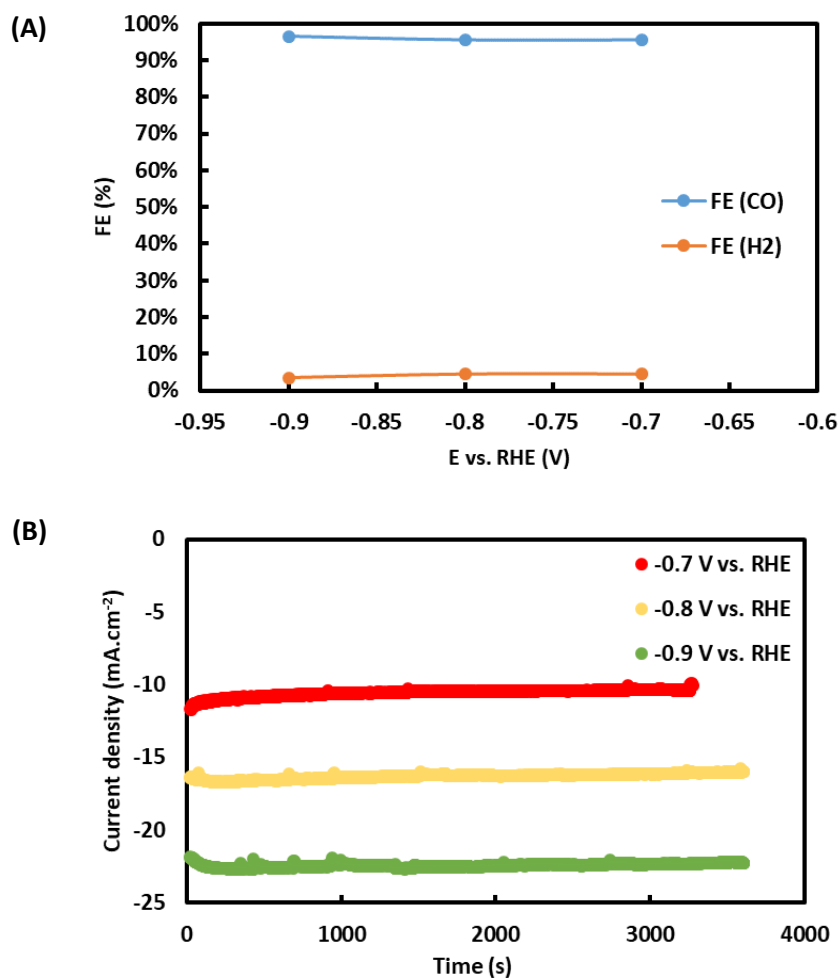 (A)
100%
90%
80%
70%
60%
50%
40%
30%
20%
10%
0%
FE (%)
FE (CO)
FE (H2)
-0.95 -0.9 -0.85 -0.8 -0.75 -0.7 -0.65 -0.6
E vs. RHE (V)
(B)
0
-5
-10
-15
-20
-25
Current density (mA.cm⁻²)
-0.7 V vs. RHE
-0.8 V vs. RHE
-0.9 V vs. RHE
0 1000 2000 3000 4000
Time (s)